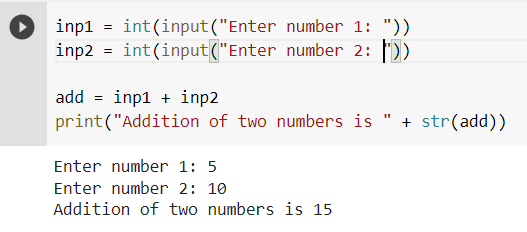 inp1 = int(input("Enter number 1: "))
inp2 = int(input("Enter number 2: "))
add = inp1 + inp2
print("Addition of two numbers is " + str(add))
Enter number 1: 5
Enter number 2: 10
Addition of two numbers is 15